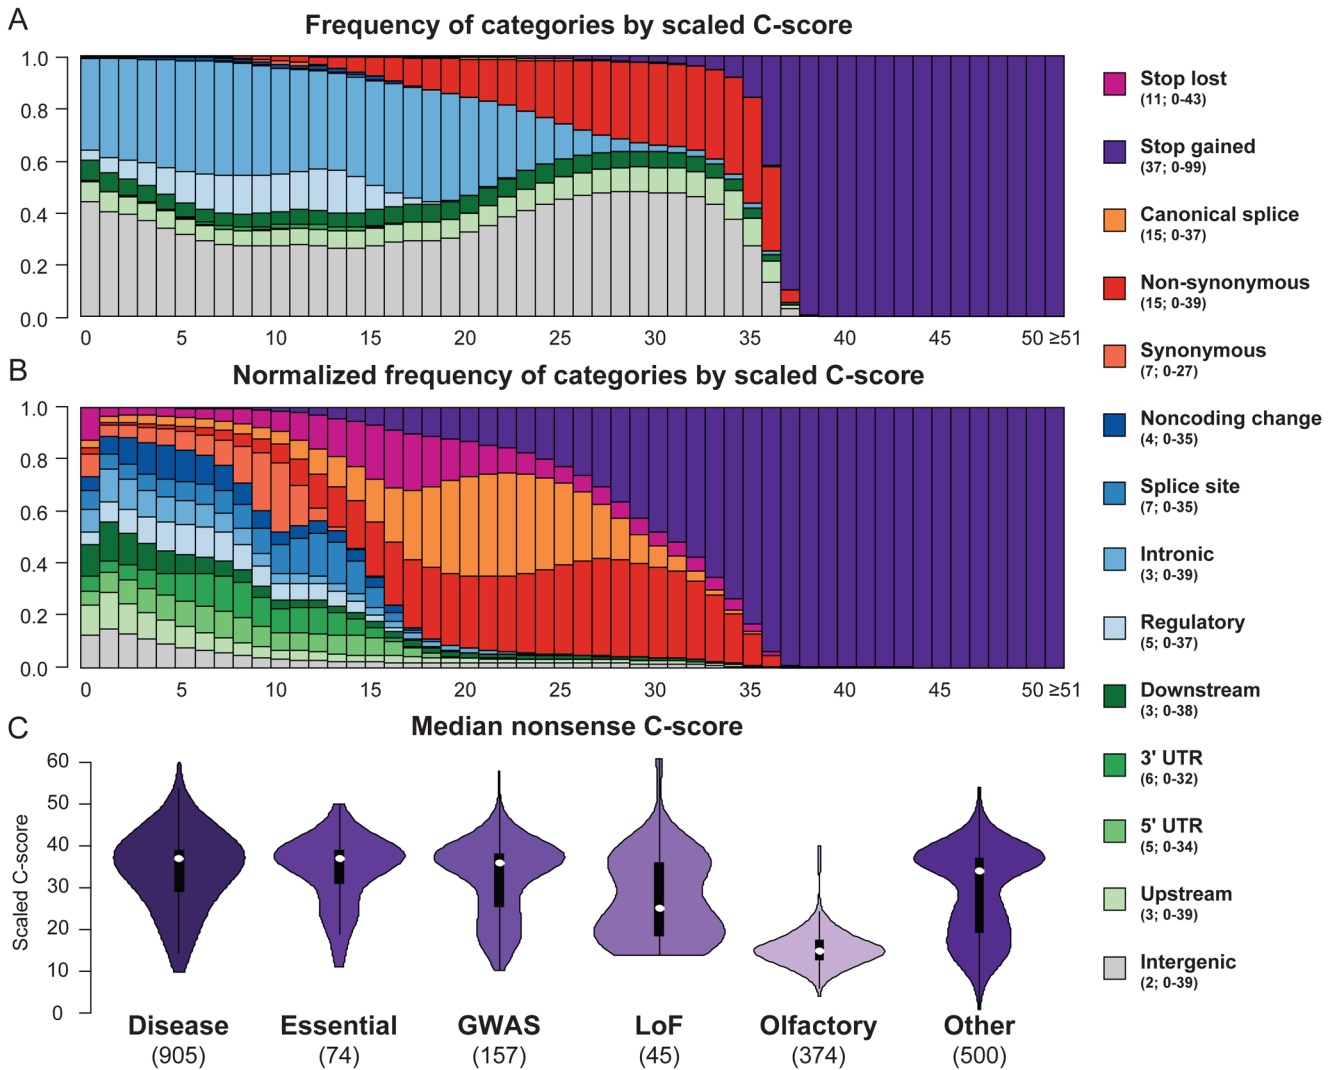 A
Frequency of categories by scaled C-score
1.0
0.8
0.6
0.4
0.2
0.0
0 5 10 15 20 25 30 35 40 45 50 ≥51
B
Normalized frequency of categories by scaled C-score
1.0
0.8
0.6
0.4
0.2
0.0
0 5 10 15 20 25 30 35 40 45 50 ≥51
C
Median nonsense C-score
Scaled C-score
60
50
40
30
20
10
0
Disease Essential GWAS LoF Olfactory Other
(905) (74) (157) (45) (374) (500)
Stop lost
(11; 0-43)
Stop gained
(37; 0-99)
Canonical splice
(15; 0-37)
Non-synonymous
(15; 0-39)
Synonymous
(7; 0-27)
Noncoding change
(4; 0-35)
Splice site
(7; 0-35)
Intronic
(3; 0-39)
Regulatory
(5; 0-37)
Downstream
(3; 0-38)
3' UTR
(6; 0-32)
5' UTR
(5; 0-34)
Upstream
(3; 0-39)
Intergenic
(2; 0-39)